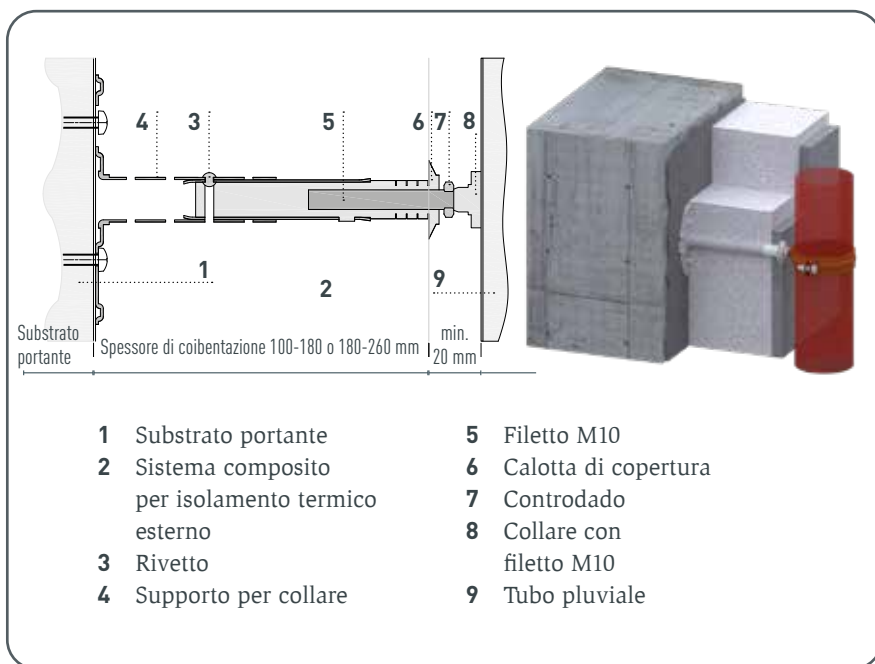 4 3 5 6 7 8
1 2 9
Substrato
portante
Spessore di coibentazione 100-180 o 180-260 mm
min.
20 mm
1 Substrato portante
2 Sistema composito
per isolamento termico
esterno
3 Rivetto
4 Supporto per collare
5 Filetto M10
6 Calotta di copertura
7 Controdado
8 Collare con
filetto M10
9 Tubo pluviale